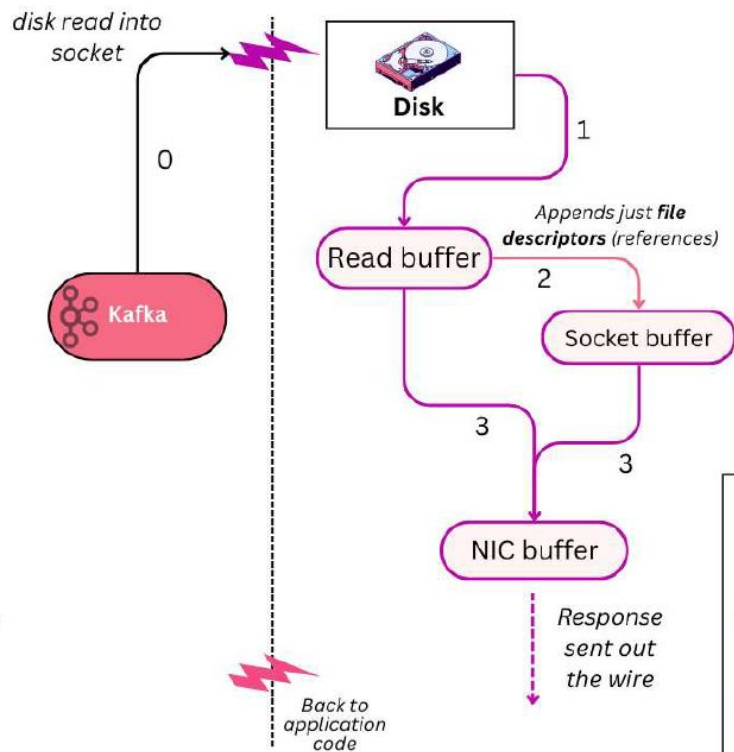 disk read into
socket
0
Disk
1
Appends just file
descriptors (references)
Read buffer
2
Kafka
Socket buffer
3
3
NIC buffer
Response
sent out
the wire
Back to
application
code